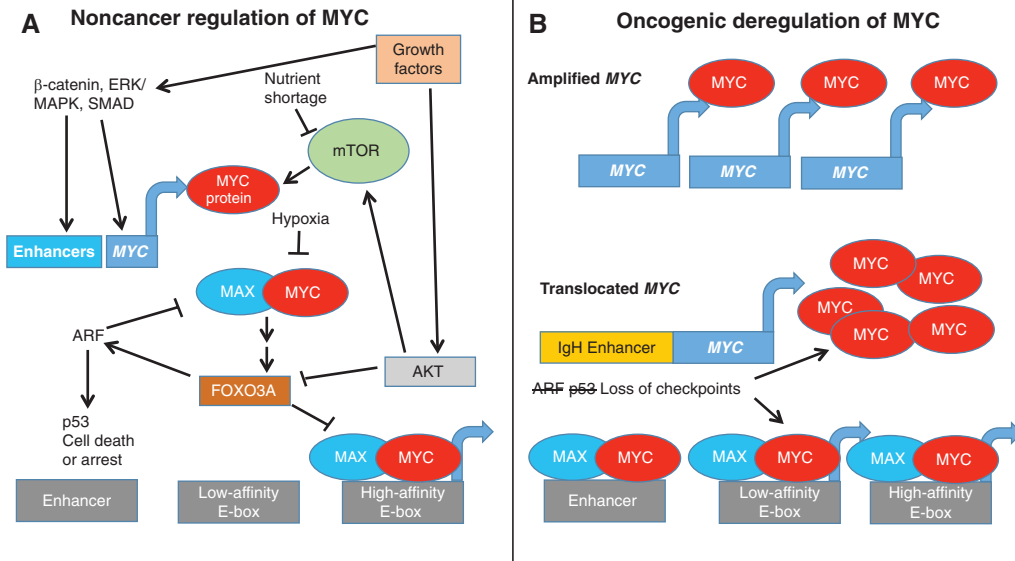 A
Noncancer regulation of MYC
Growth
factors
β-catenin, ERK/
MAPK, SMAD
Nutrient
shortage
mTOR
MYC
protein
Hypoxia
Enhancers
MYC
MAX
MYC
ARF
AKT
FOXO3A
p53
Cell death
or arrest
MAX
MYC
Enhancer
Low-affinity
E-box
High-affinity
E-box
B
Oncogenic deregulation of MYC
Amplified MYC
MYC
MYC
MYC
MYC
MYC
MYC
Translocated MYC
MYC
MYC
MYC
MYC
MYC
IgH Enhancer
MYC
ARF p53 Loss of checkpoints
MAX
MYC
MAX
MYC
MAX
MYC
Enhancer
Low-affinity
E-box
High-affinity
E-box